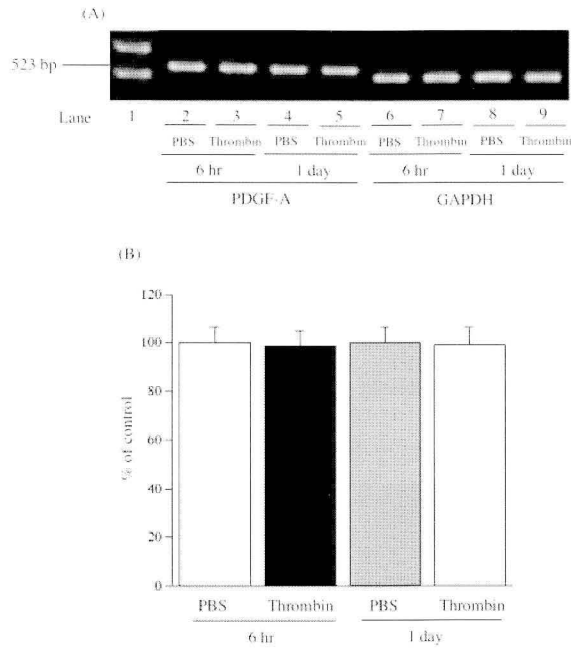 (A)
523 bp
Lane 1 2 3 4 5 6 7 8 9
PBS Thrombin PBS Thrombin PBS Thrombin PBS Thrombin
6 hr 1 day 6 hr 1 day
PDGF-A GAPDH
(B)
120
100
80
60
40
20
0
% of control
PBS Thrombin PBS Thrombin
6 hr 1 day